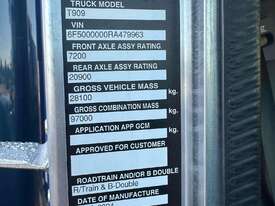 TRUCK MODEL
T909
VIN
6F5000000RA479963
FRONT AXLE ASSY RATING
7200
REAR AXLE ASSY RATING
20900
GROSS VEHICLE MASS
28100 kg.
GROSS COMBINATION MASS
97000 kg.
APPLICATION APP GCM
kg.
APPROVED FOR CUSTOMER
ROADTRAIN AND/OR B DOUBLE
R/Train & B-Double
DATE OF MANUFACTURE